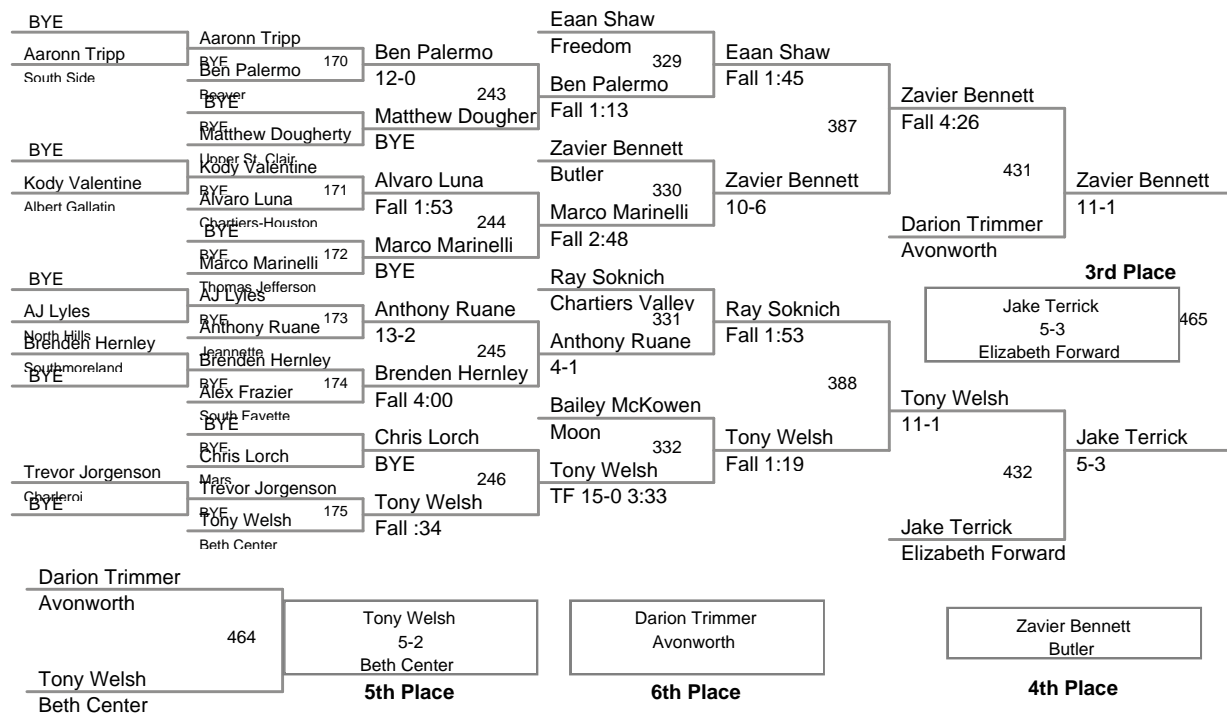 BYE
Aaronn Tripp
South Side
BYE
Kody Valentine
Albert Gallatin
BYE
AJ Lyles
North Hills
Brenden Hernley
Southmoreland
BYE
Trevor Jorgenson
Charleroi
BYE
Aaronn Tripp
BYE
170
Ben Palermo
Beaver
BYE
BYE
Matthew Dougherty
Upper St. Clair
Kody Valentine
BYE
171
Alvaro Luna
Chartiers-Houston
BYE
BYE
172
Marco Marinelli
Thomas Jefferson
AJ Lyles
BYE
173
Anthony Ruane
Jeannette
Brenden Hernley
BYE
174
Alex Frazier
South Fayette
BYE
BYE
Chris Lorch
Mars
Trevor Jorgenson
BYE
175
Tony Welsh
Beth Center
Ben Palermo
12-0
243
Matthew Dougher
BYE
Alvaro Luna
Fall 1:53
244
Marco Marinelli
BYE
Anthony Ruane
13-2
245
Brenden Hernley
Fall 4:00
Chris Lorch
BYE
246
Tony Welsh
Fall :34
Eaan Shaw
Freedom
329
Ben Palermo
Fall 1:13
Zavier Bennett
Butler
330
Marco Marinelli
Fall 2:48
Ray Soknich
Chartiers Valley
331
Anthony Ruane
4-1
Bailey McKowen
Moon
332
Tony Welsh
TF 15-0 3:33
Eaan Shaw
Fall 1:45
387
Zavier Bennett
10-6
Ray Soknich
Fall 1:53
388
Tony Welsh
Fall 1:19
Zavier Bennett
Fall 4:26
431
Darion Trimmer
Avonworth
Tony Welsh
11-1
432
Jake Terrick
Elizabeth Forward
Zavier Bennett
11-1
3rd Place
Jake Terrick
5-3
Elizabeth Forward
465
Jake Terrick
5-3
Darion Trimmer
Avonworth
464
Tony Welsh
Beth Center
Tony Welsh
5-2
Beth Center
5th Place
Darion Trimmer
Avonworth
6th Place
Zavier Bennett
Butler
4th Place